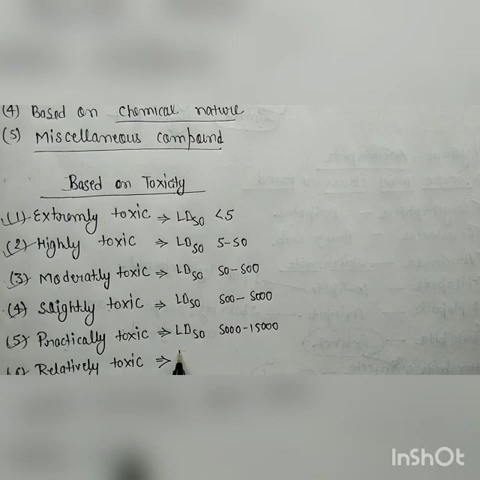 (4) Based on chemical nature
(5) Miscellaneous compound
Based on Toxicity
(1) Extremly toxic ⇒ LD50 <5
(2) Highly toxic ⇒ LD50 5-50
(3) Moderatly toxic ⇒ LD50 50-500
(4) Slightly toxic ⇒ LD50 500-5000
(5) Practically toxic ⇒ LD50 5000-15000
(6) Relatively toxic ⇒
InShOt